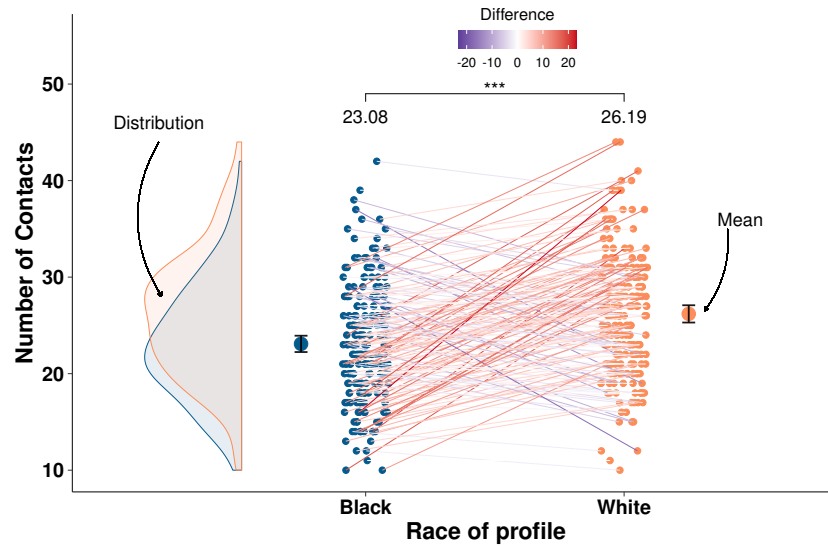 Difference
-20 -10 0 10 20
***
23.08 26.19
Distribution
Mean
Number of Contacts
50
40
30
20
10
Black White
Race of profile